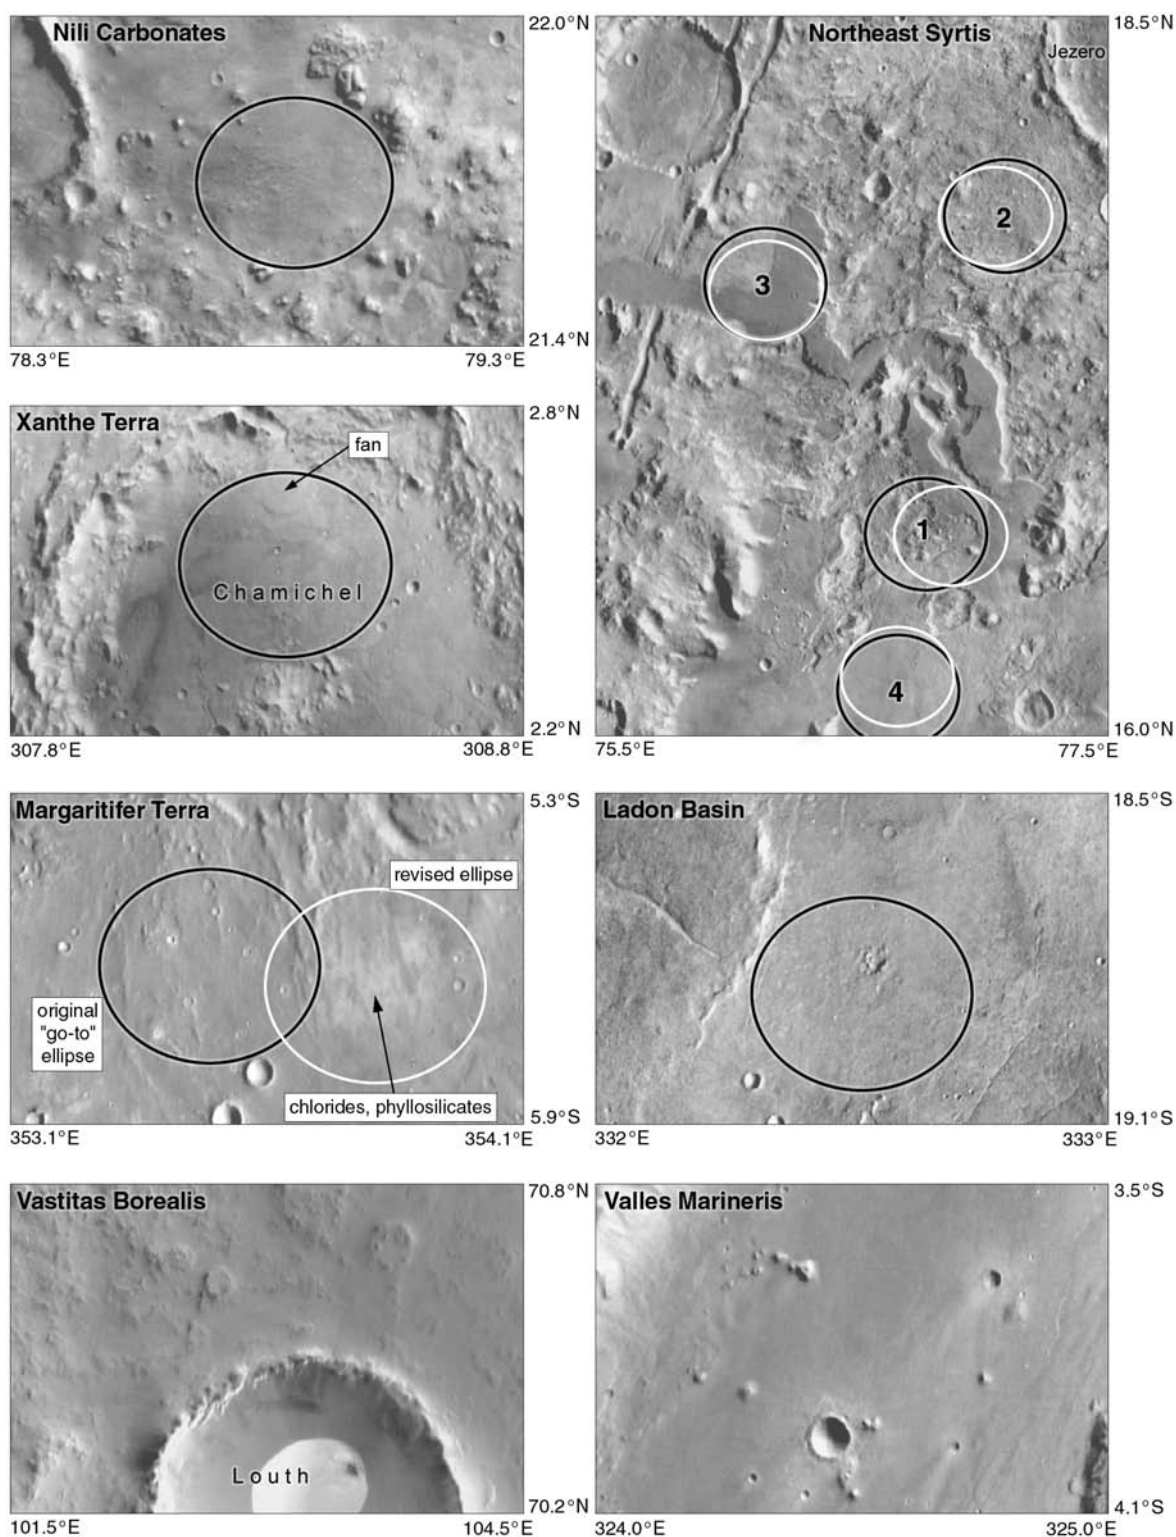 Nili Carbonates
22.0°N
21.4°N
78.3°E
79.3°E
Northeast Syrtis
18.5°N
Jezero
2
3
1
4
16.0°N
75.5°E
77.5°E
Xanthe Terra
2.8°N
fan
Chamichel
2.2°N
307.8°E
308.8°E
Margaritifer Terra
5.3°S
revised ellipse
original
"go-to"
ellipse
chlorides, phyllosilicates
5.9°S
353.1°E
354.1°E
Ladon Basin
18.5°S
19.1°S
332°E
333°E
Vastitas Borealis
70.8°N
Louth
70.2°N
101.5°E
104.5°E
Valles Marineris
3.5°S
4.1°S
324.0°E
325.0°E